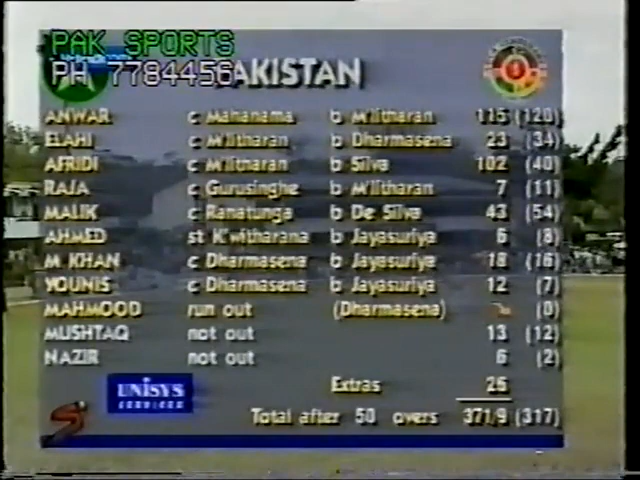 PAK SPORTS
PH 7784456
PAKISTAN
ANWAR c Mahanama b M'litharan 115 (120)
ELAHI c M'litharan b Dharmasena 23 (34)
AFRIDI c M'litharan b Silva 102 (40)
RAJA c Gurusinghe b M'litharan 7 (11)
MALIK c Ranatunga b De Silva 43 (54)
AHMED st K'witharana b Jayasuriya 6 (8)
M KHAN c Dharmasena b Jayasuriya 18 (16)
YOUNIS c Dharmasena b Jayasuriya 12 (7)
MAHMOOD run out (Dharmasena) (0)
MUSHTAQ not out 13 (12)
NAZIR not out 6 (2)
UNISYS
SERVICES
Extras 26
Total after 50 overs 371/9 (317)